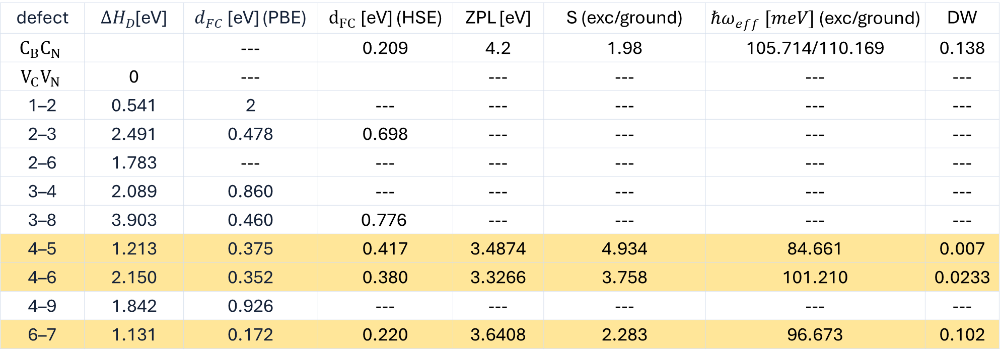 defect ΔH_D[eV] d_FC [eV] (PBE) d_FC [eV] (HSE) ZPL [eV] S (exc/ground) ℏω_eff [meV] (exc/ground) DW
C_BC_N --- 0.209 4.2 1.98 105.714/110.169 0.138
V_CV_N 0 --- --- --- --- ---
1–2 0.541 2 --- --- --- --- ---
2–3 2.491 0.478 0.698 --- --- --- ---
2–6 1.783 --- --- --- --- --- ---
3–4 2.089 0.860 --- --- --- --- ---
3–8 3.903 0.460 0.776 --- --- --- ---
4–5 1.213 0.375 0.417 3.4874 4.934 84.661 0.007
4–6 2.150 0.352 0.380 3.3266 3.758 101.210 0.0233
4–9 1.842 0.926 --- --- --- --- ---
6–7 1.131 0.172 0.220 3.6408 2.283 96.673 0.102